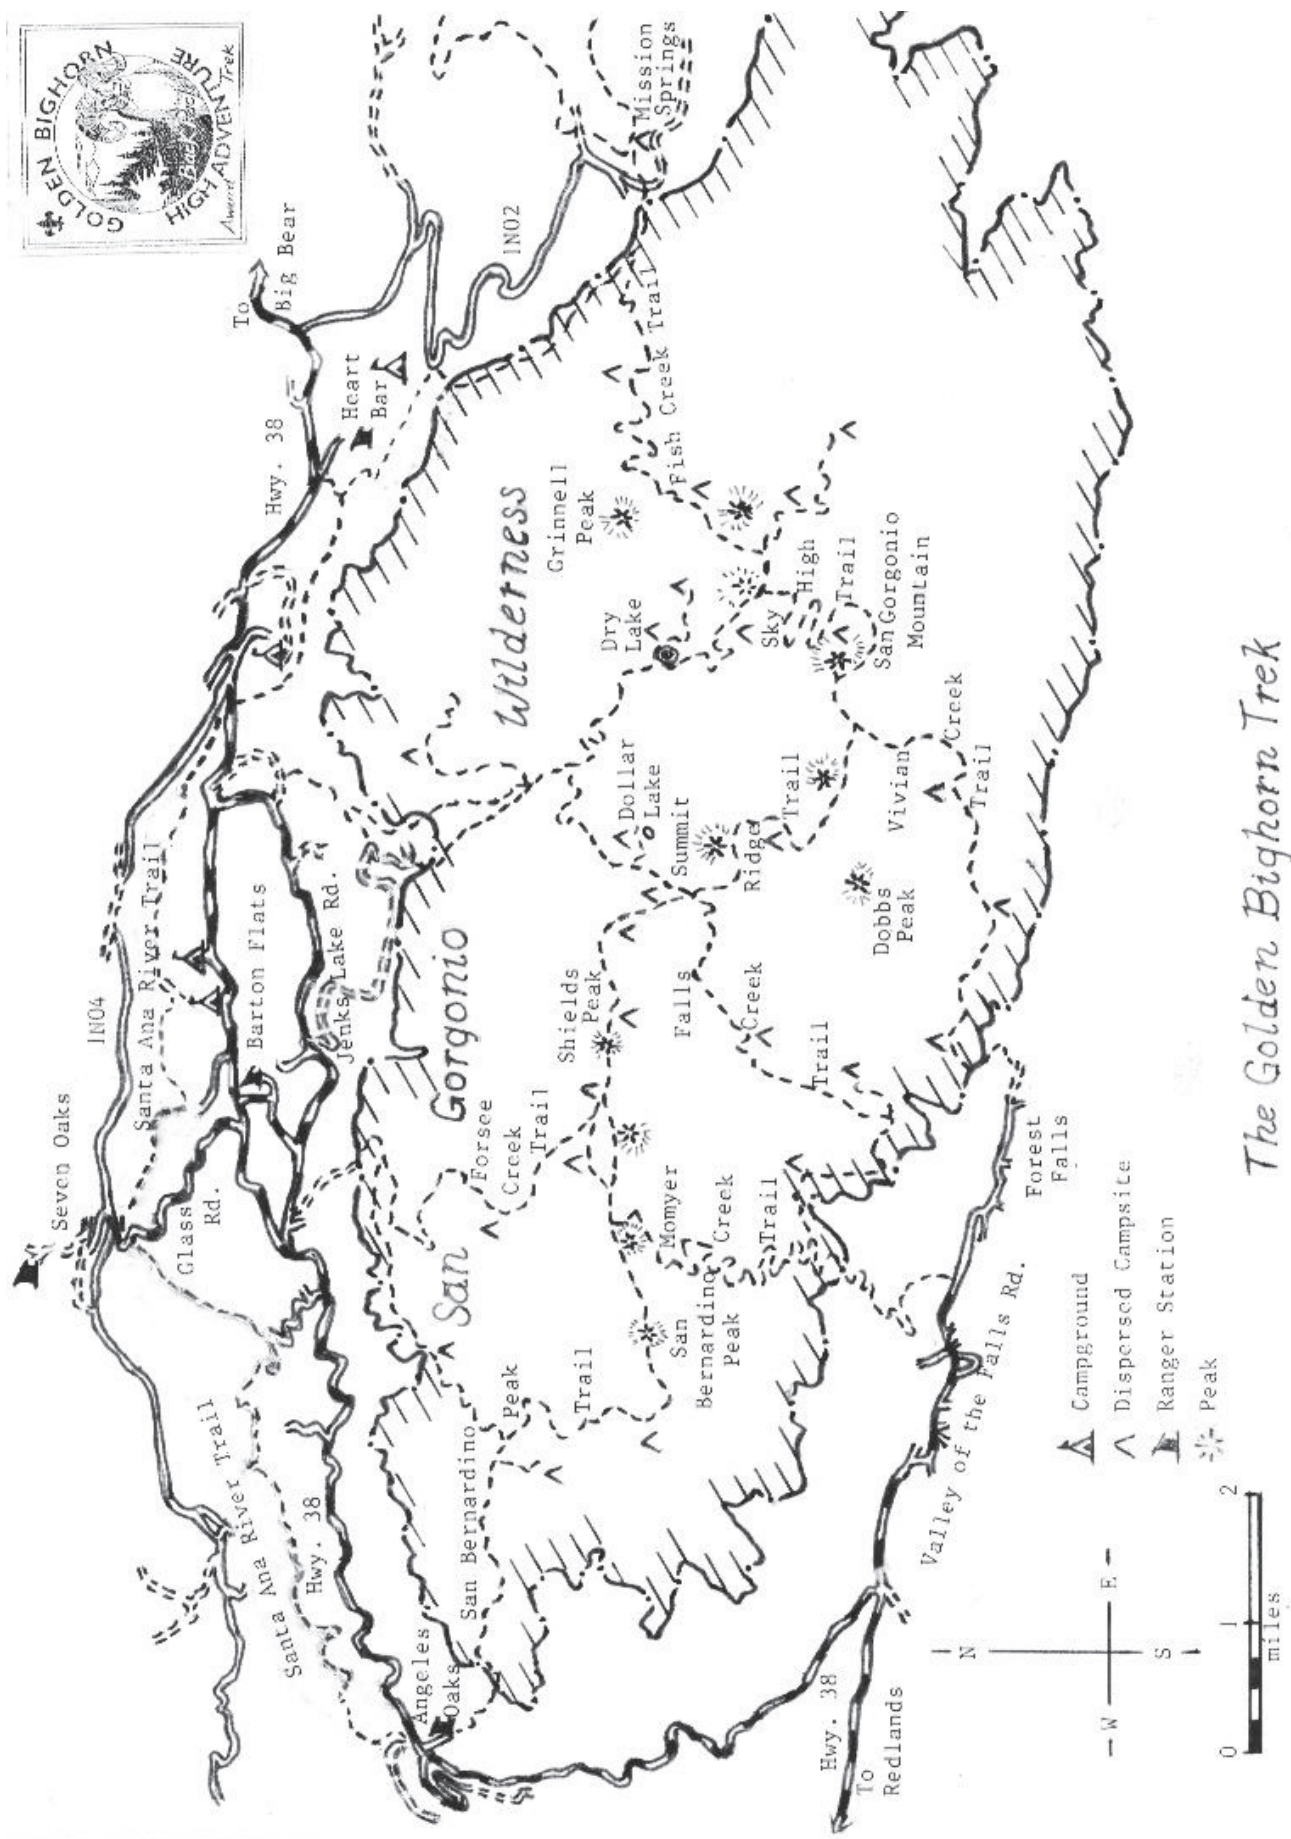 GOLDEN BIGHORN
HIGH ADVENTURE
Award
Backpack
Trek
Seven Oaks
1N04
Santa Ana River Trail
Glass
Rd.
Barton Flats
Jenks Lake Rd.
Hwy. 38
To
Big Bear
Heart
Bar
1N02
Mission
Springs
Santa Ana River Trail
Santa Ana River Trail
Hwy. 38
Angeles
Oaks
San Gorgonio Wilderness
San Bernardino
Peak
Trail
Forsee
Creek
Trail
Shields
Peak
Momyer
Creek
Trail
San
Bernardino
Peak
Falls
Creek
Trail
Dollar
Lake
Summit
Ridge
Trail
Dry
Lake
Grinnell
Peak
Fish Creek Trail
Sky
High
Trail
San Gorgonio
Mountain
Dobbs
Peak
Vivian
Creek
Trail
Forest
Falls
Valley of the Falls Rd.
Hwy. 38
To
Redlands
N
W
E
S
Campground
Dispersed Campsite
Ranger Station
Peak
0 1 2
miles
The Golden Bighorn Trek